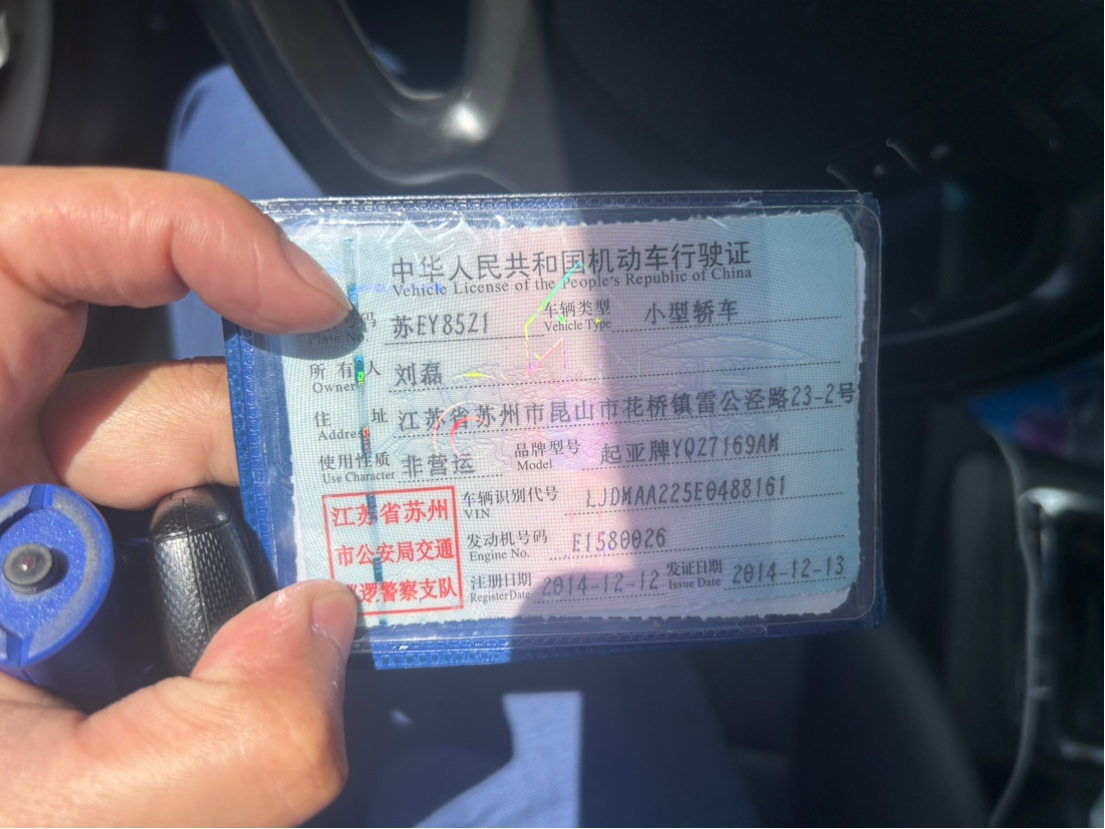 中华人民共和国机动车行驶证
Vehicle License of the People's Republic of China
号码 苏EY8521 车辆类型 小型轿车
Plate No. Vehicle Type
所有人 刘磊
Owner
住址 江苏省苏州市昆山市花桥镇雷公泾路23-2号
Address
使用性质 非营运 品牌型号 起亚牌YQZ7169AM
Use Character Model
江苏省苏州
市公安局交通
逻警察支队
车辆识别代号 LJDMAA225E0488161
VIN
发动机号码 E1580026
Engine No.
注册日期 2014-12-12 发证日期 2014-12-13
Register Date Issue Date